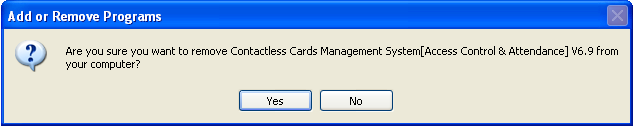 Add or Remove Programs
Are you sure you want to remove Contactless Cards Management System[Access Control & Attendance] V6.9 from
your computer?
Yes No